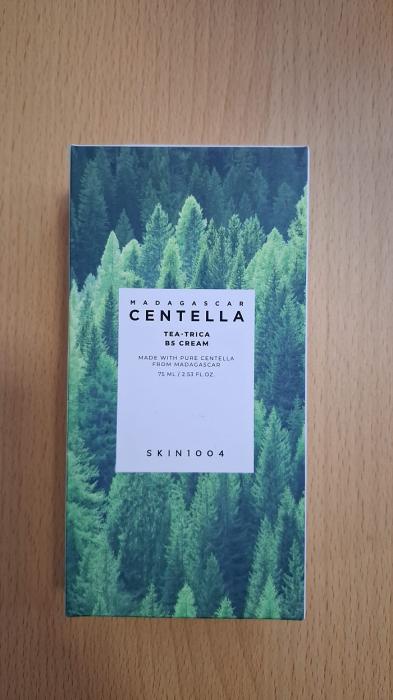 MADAGASCAR
CENTELLA
TEA-TRICA
B5 CREAM
MADE WITH PURE CENTELLA
FROM MADAGASCAR
75 ML / 2.53 FL.OZ.
SKIN1004